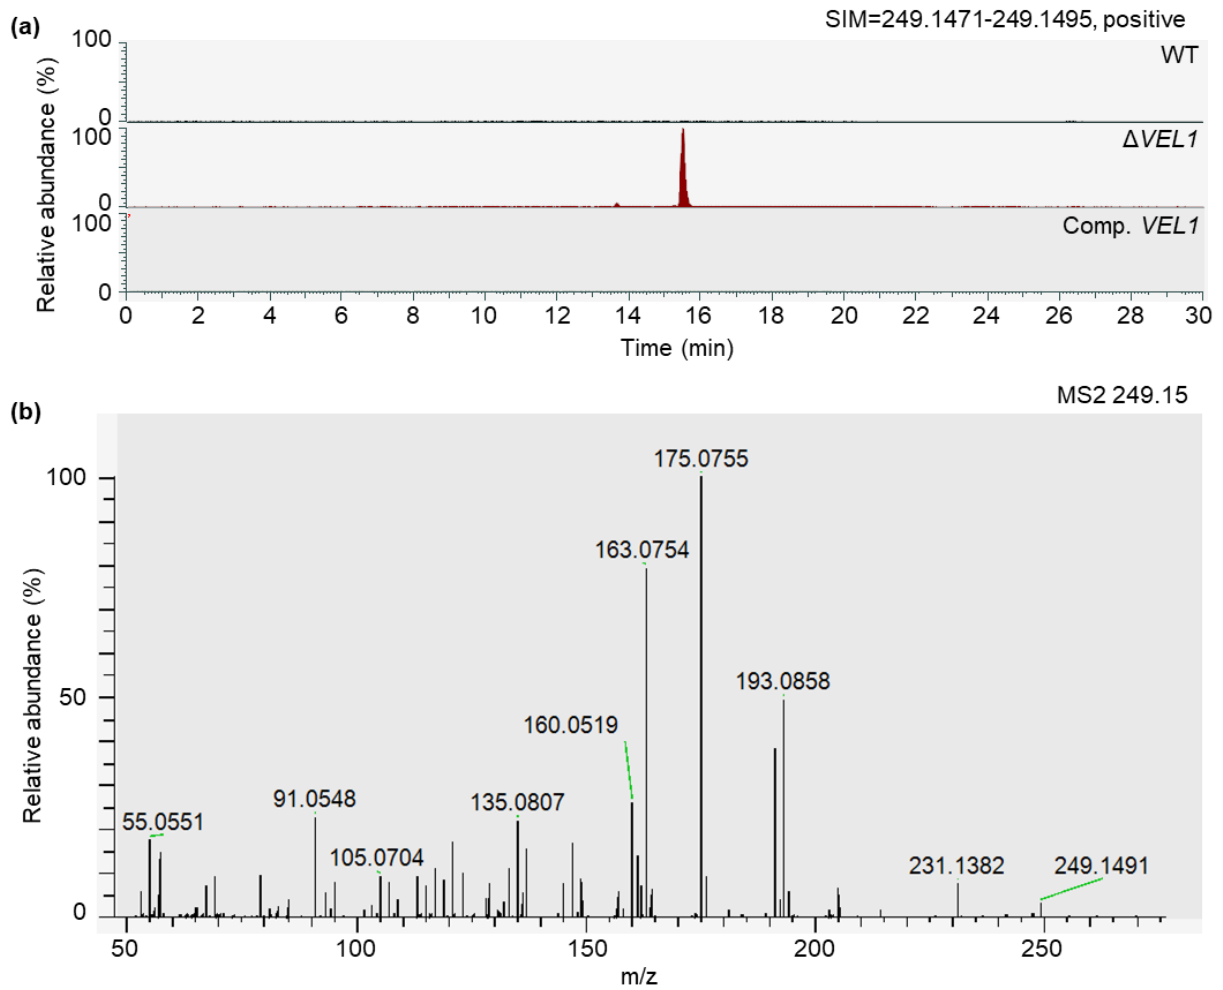 (a)
SIM=249.1471-249.1495, positive
Relative abundance (%)
100
WT
0
100
ΔVEL1
0
100
Comp. VEL1
0
0 2 4 6 8 10 12 14 16 18 20 22 24 26 28 30
Time (min)
(b)
MS2 249.15
Relative abundance (%)
100
50
0
175.0755
163.0754
193.0858
160.0519
91.0548
135.0807
55.0551
105.0704
231.1382
249.1491
50 100 150 200 250
m/z